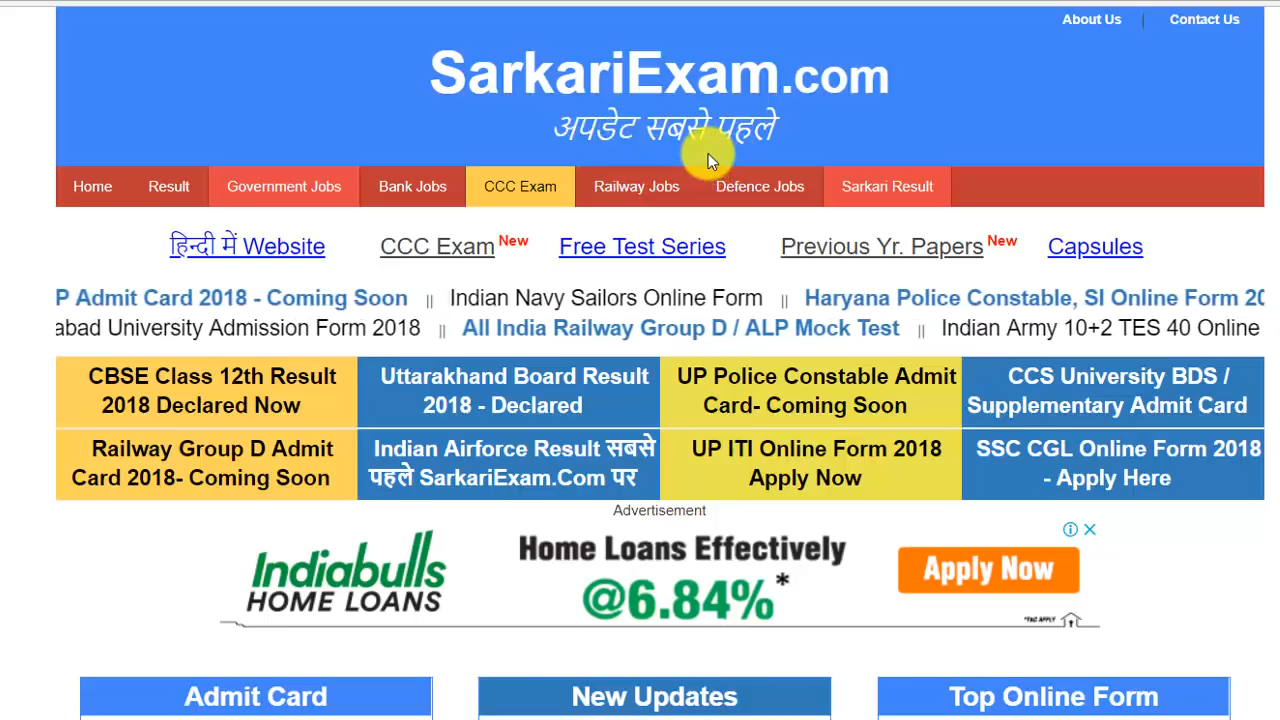 About Us | Contact Us
SarkariExam.com
अपडेट सबसे पहले
Home Result Government Jobs Bank Jobs CCC Exam Railway Jobs Defence Jobs Sarkari Result
हिन्दी में Website CCC Exam New Free Test Series Previous Yr. Papers New Capsules
P Admit Card 2018 - Coming Soon || Indian Navy Sailors Online Form || Haryana Police Constable, SI Online Form 20
abad University Admission Form 2018 || All India Railway Group D / ALP Mock Test || Indian Army 10+2 TES 40 Online
CBSE Class 12th Result
2018 Declared Now
Uttarakhand Board Result
2018 - Declared
UP Police Constable Admit
Card- Coming Soon
CCS University BDS /
Supplementary Admit Card
Railway Group D Admit
Card 2018- Coming Soon
Indian Airforce Result सबसे
पहले SarkariExam.Com पर
UP ITI Online Form 2018
Apply Now
SSC CGL Online Form 2018
- Apply Here
Advertisement
Indiabulls
HOME LOANS
Home Loans Effectively
@6.84%*
Apply Now
*T&C APPLY
Admit Card New Updates Top Online Form